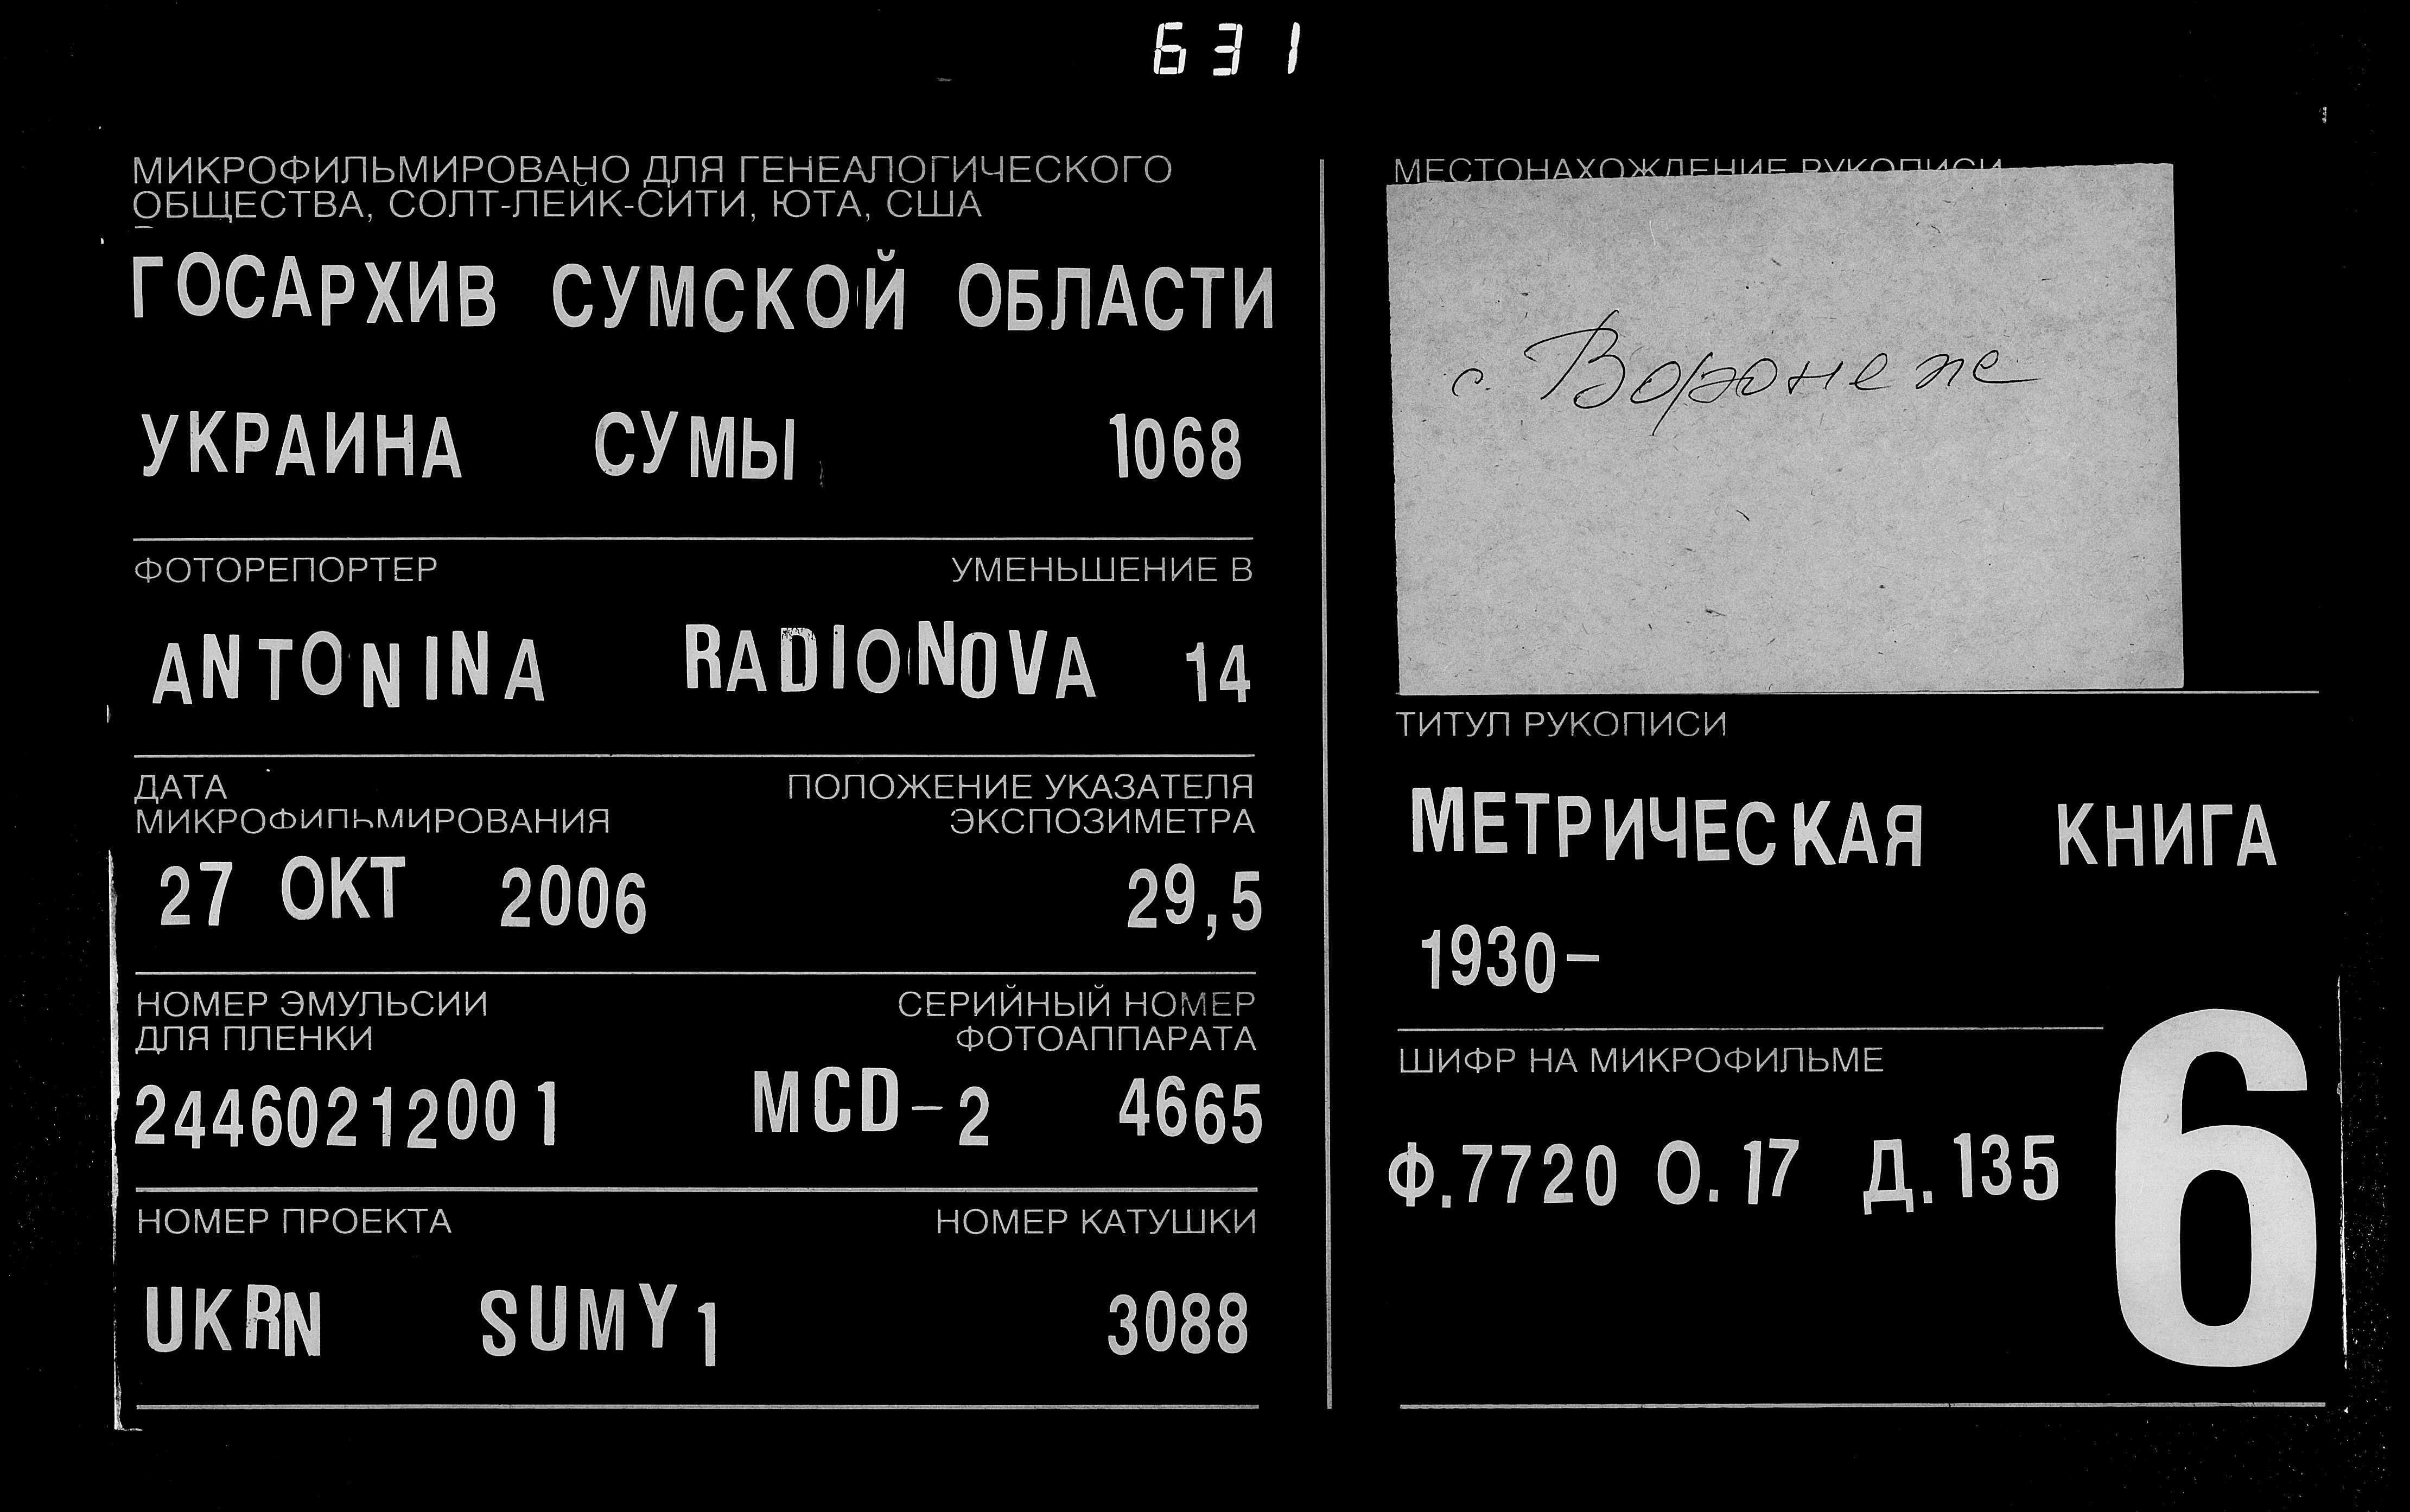 631
МИКРОФИЛЬМИРОВАНО ДЛЯ ГЕНЕАЛОГИЧЕСКОГО
ОБЩЕСТВА, СОЛТ-ЛЕЙК-СИТИ, ЮТА, США
ГОСАРХИВ СУМСКОЙ ОБЛАСТИ
УКРАИНА СУМЫ 1068
ФОТОРЕПОРТЕР УМЕНЬШЕНИЕ В
ANTONINA RADIONOVA 14
ДАТА
МИКРОФИЛЬМИРОВАНИЯ
ПОЛОЖЕНИЕ УКАЗАТЕЛЯ
ЭКСПОЗИМЕТРА
27 ОКТ 2006 29,5
НОМЕР ЭМУЛЬСИИ
ДЛЯ ПЛЕНКИ
СЕРИЙНЫЙ НОМЕР
ФОТОАППАРАТА
24460212001 MCD-2 4665
НОМЕР ПРОЕКТА НОМЕР КАТУШКИ
UKRN SUMY1 3088
МЕСТОНАХОЖДЕНИЕ РУКОПИСИ
с. Воронеж
ТИТУЛ РУКОПИСИ
МЕТРИЧЕСКАЯ КНИГА
1930-
ШИФР НА МИКРОФИЛЬМЕ
Ф.7720 О.17 Д.135
6